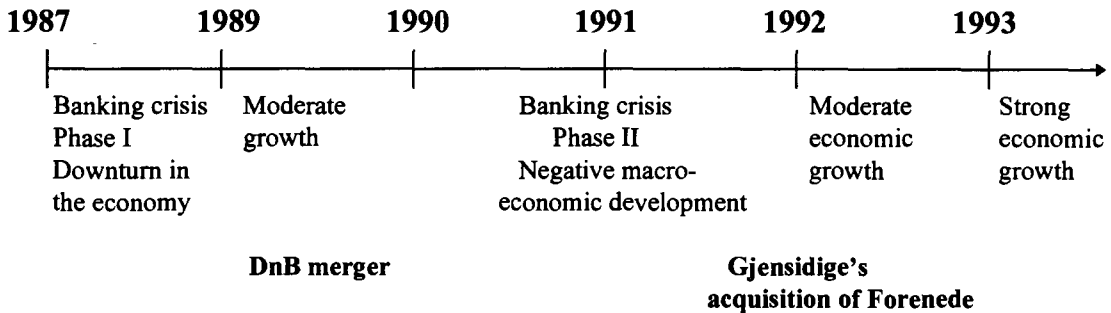 1987 1989 1990 1991 1992 1993
Banking crisis
Phase I
Downturn in
the economy
Moderate
growth
Banking crisis
Phase II
Negative macro-
economic development
Moderate
economic
growth
Strong
economic
growth
DnB merger
Gjensidige's
acquisition of Forenede